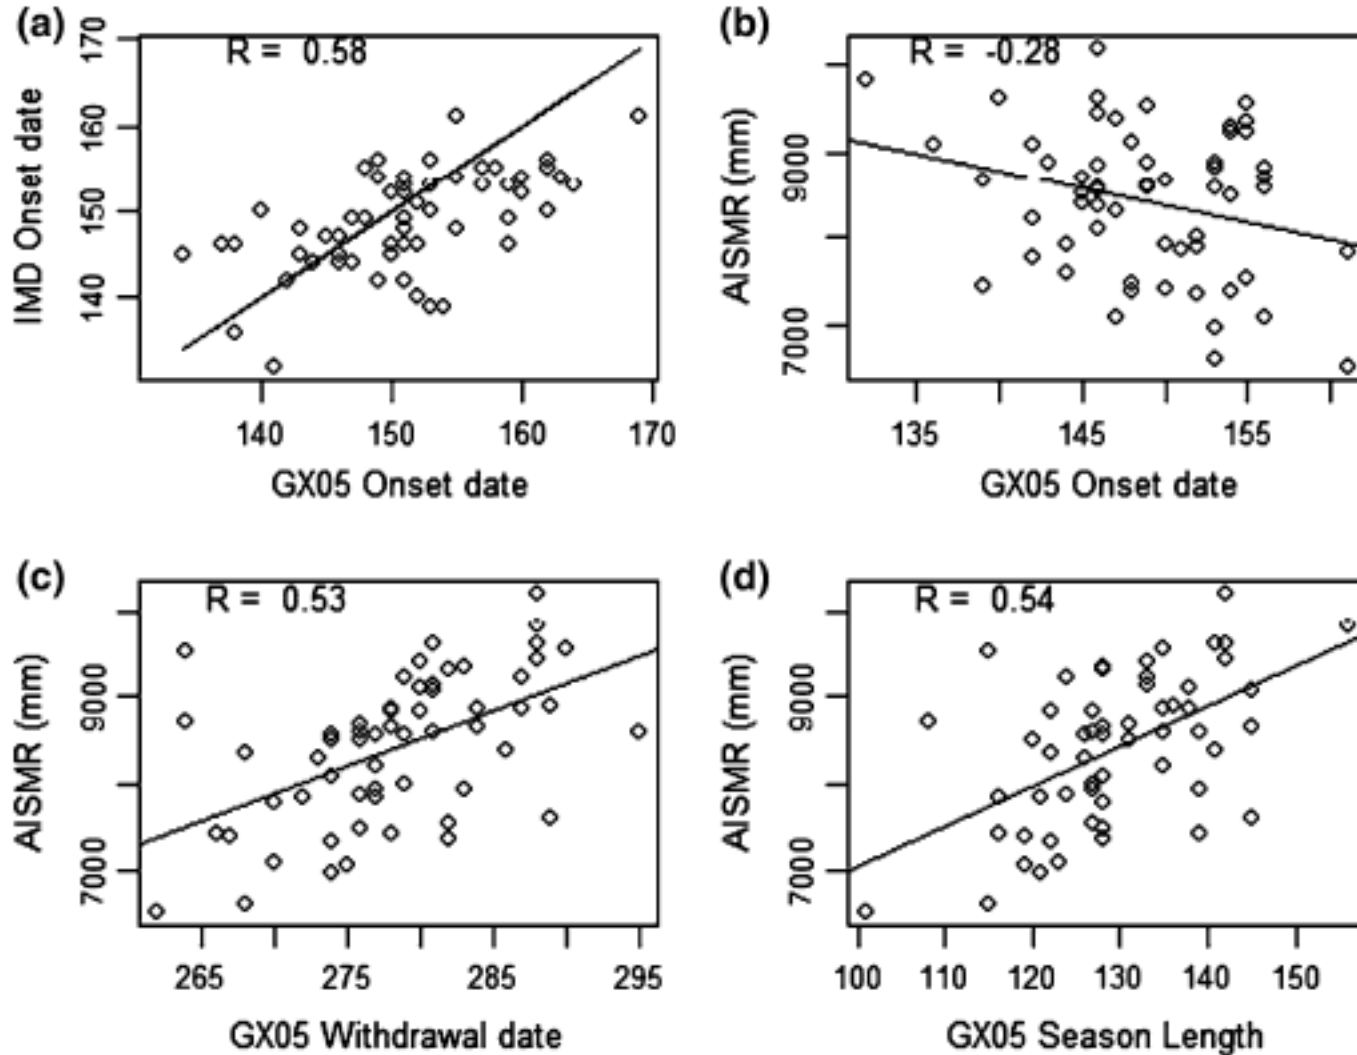 (a)
R = 0.58
IMD Onset date
170
160
150
140
140 150 160 170
GX05 Onset date
(b)
R = -0.28
AISMR (mm)
9000
7000
135 145 155
GX05 Onset date
(c)
R = 0.53
AISMR (mm)
9000
7000
265 275 285 295
GX05 Withdrawal date
(d)
R = 0.54
AISMR (mm)
9000
7000
100 110 120 130 140 150
GX05 Season Length